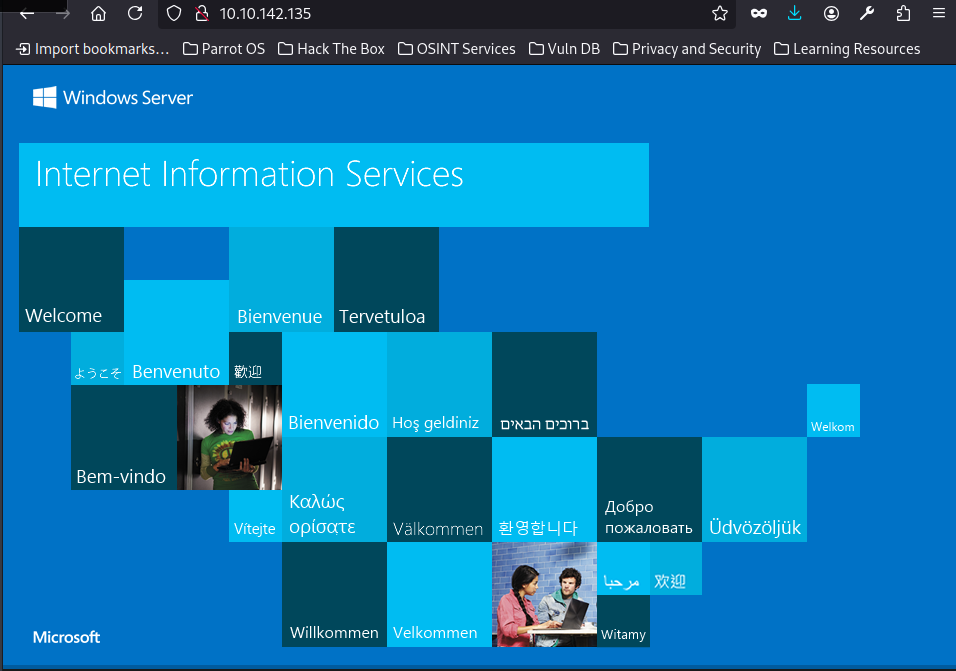 10.10.142.135
Import bookmarks...
Parrot OS
Hack The Box
OSINT Services
Vuln DB
Privacy and Security
Learning Resources
Windows Server
Internet Information Services
Welcome
Bienvenue
Tervetuloa
ようこそ
Benvenuto
歡迎
Bienvenido
Hoş geldiniz
ברוכים הבאים
Welkom
Bem-vindo
Vítejte
Καλώς
ορίσατε
Välkommen
환영합니다
Добро
пожаловать
Üdvözöljük
Willkommen
Velkommen
مرحبا
欢迎
Witamy
Microsoft